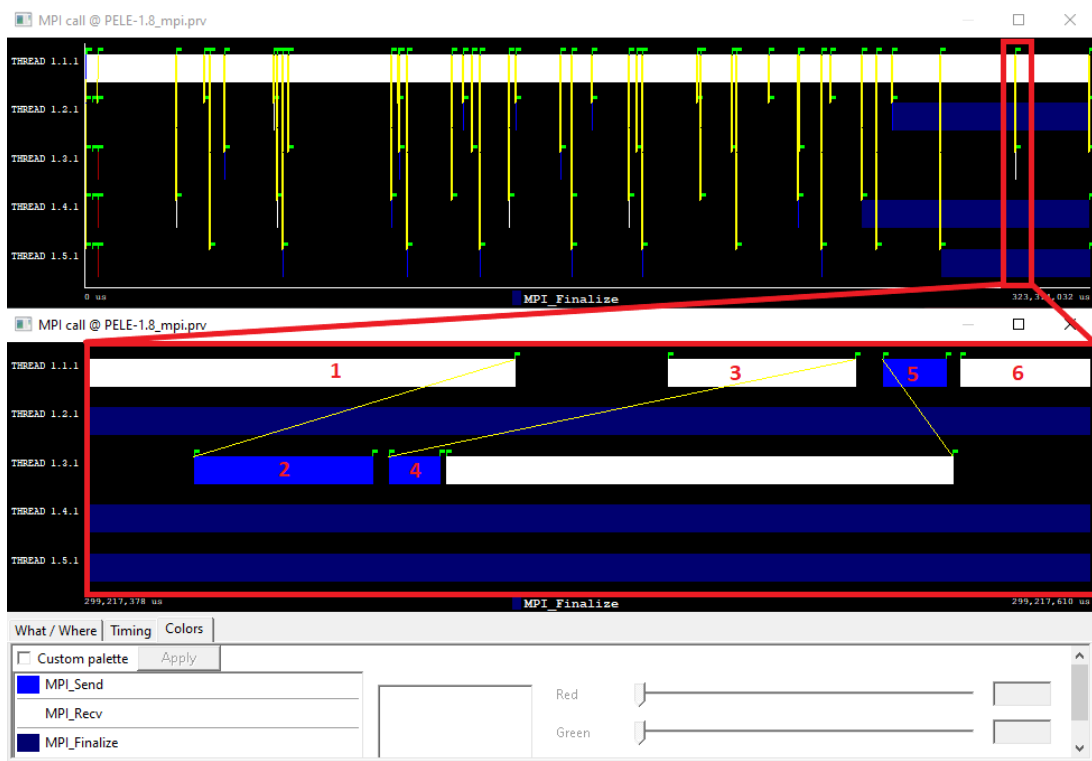 MPI call @ PELE-1.8_mpi.prv
THREAD 1.1.1
THREAD 1.2.1
THREAD 1.3.1
THREAD 1.4.1
THREAD 1.5.1
0 us
MPI_Finalize
MPI call @ PELE-1.8_mpi.prv
THREAD 1.1.1
1
3
5
6
THREAD 1.2.1
THREAD 1.3.1
2
4
THREAD 1.4.1
THREAD 1.5.1
299,217,378 us
MPI_Finalize
299,217,610 us
What / Where
Timing
Colors
Custom palette
Apply
MPI_Send
MPI_Recv
MPI_Finalize
Red
Green